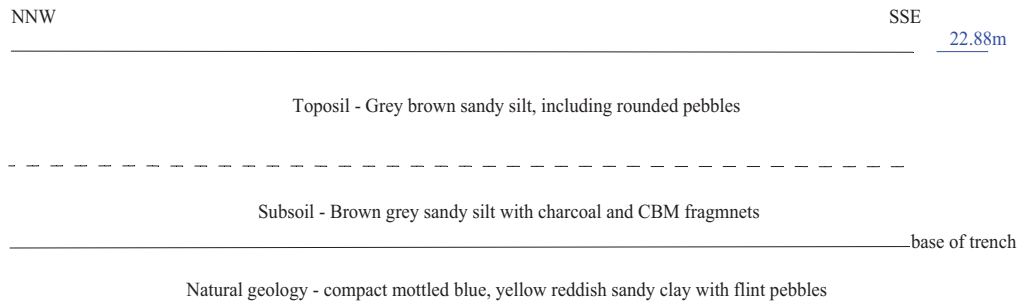 NNW
SSE
22.88m
Toposil - Grey brown sandy silt, including rounded pebbles
Subsoil - Brown grey sandy silt with charcoal and CBM fragmnets
base of trench
Natural geology - compact mottled blue, yellow reddish sandy clay with flint pebbles